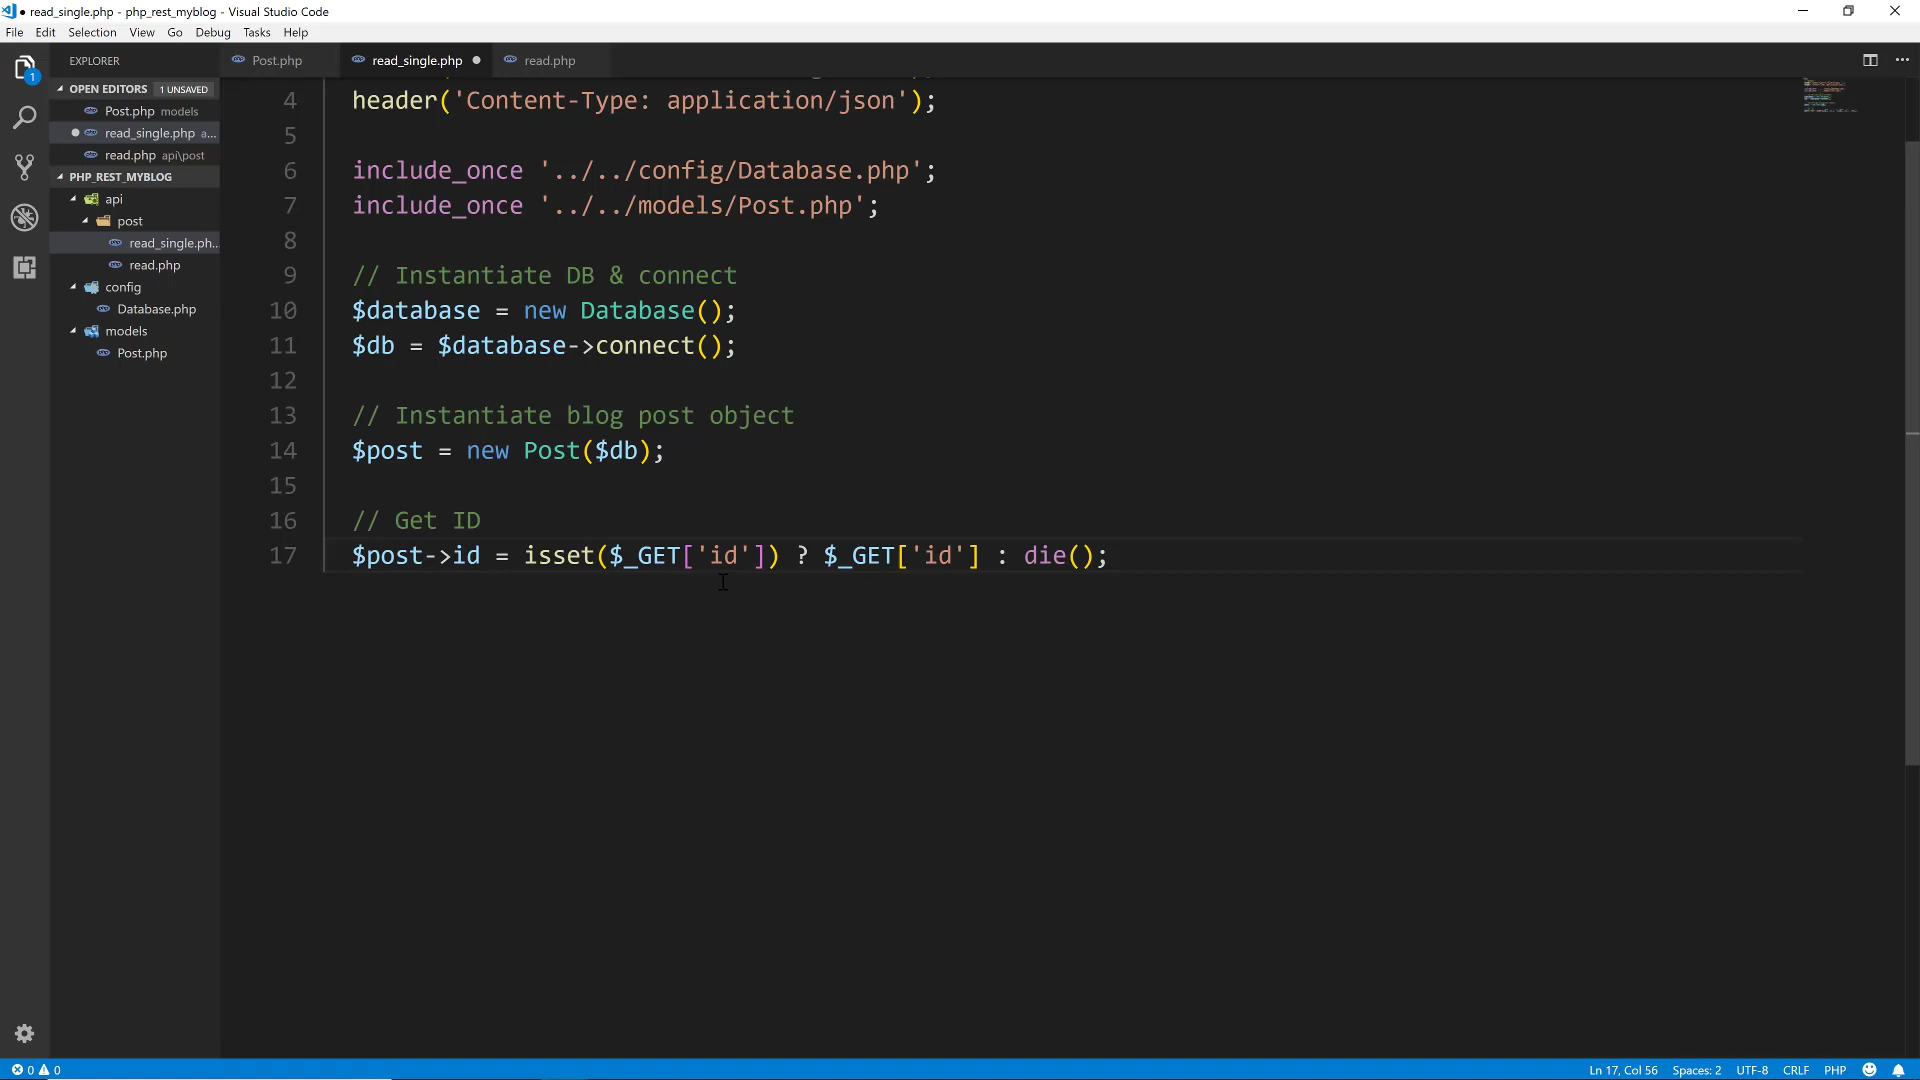 read_single.php - php_rest_myblog - Visual Studio Code
File Edit Selection View Go Debug Tasks Help
EXPLORER
Post.php read_single.php read.php
OPEN EDITORS 1 UNSAVED
Post.php models
read_single.php a...
read.php api\post
PHP_REST_MYBLOG
api
post
read_single.ph...
read.php
config
Database.php
models
Post.php
1
4 header('Content-Type: application/json');
5
6 include_once '../../config/Database.php';
7 include_once '../../models/Post.php';
8
9 // Instantiate DB & connect
10 $database = new Database();
11 $db = $database->connect();
12
13 // Instantiate blog post object
14 $post = new Post($db);
15
16 // Get ID
17 $post->id = isset($_GET['id']) ? $_GET['id'] : die();
0 0 Ln 17, Col 56 Spaces: 2 UTF-8 CRLF PHP